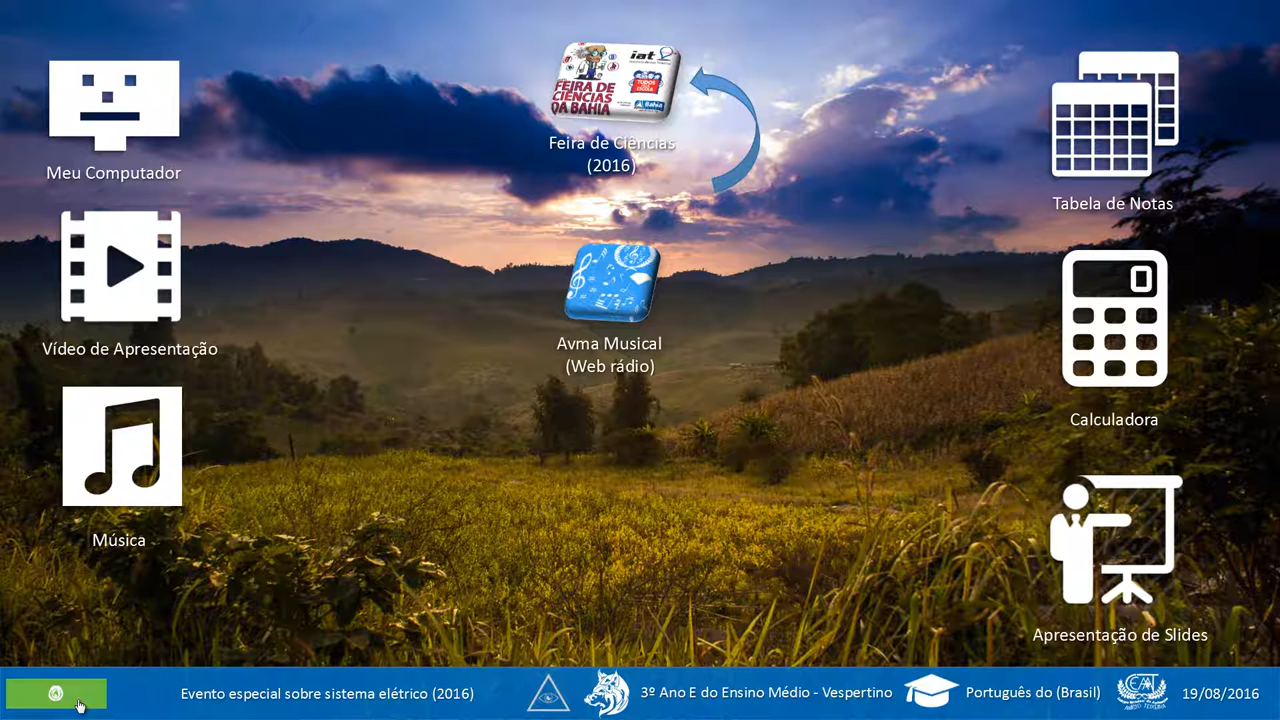 Meu Computador
Vídeo de Apresentação
Música
iat
FEIRA DE
CIÊNCIAS
DA BAHIA
Bahia
Feira de Ciências
(2016)
Avma Musical
(Web rádio)
Tabela de Notas
0
Calculadora
Apresentação de Slides
Evento especial sobre sistema elétrico (2016)
3º Ano E do Ensino Médio - Vespertino
Português do (Brasil)
19/08/2016